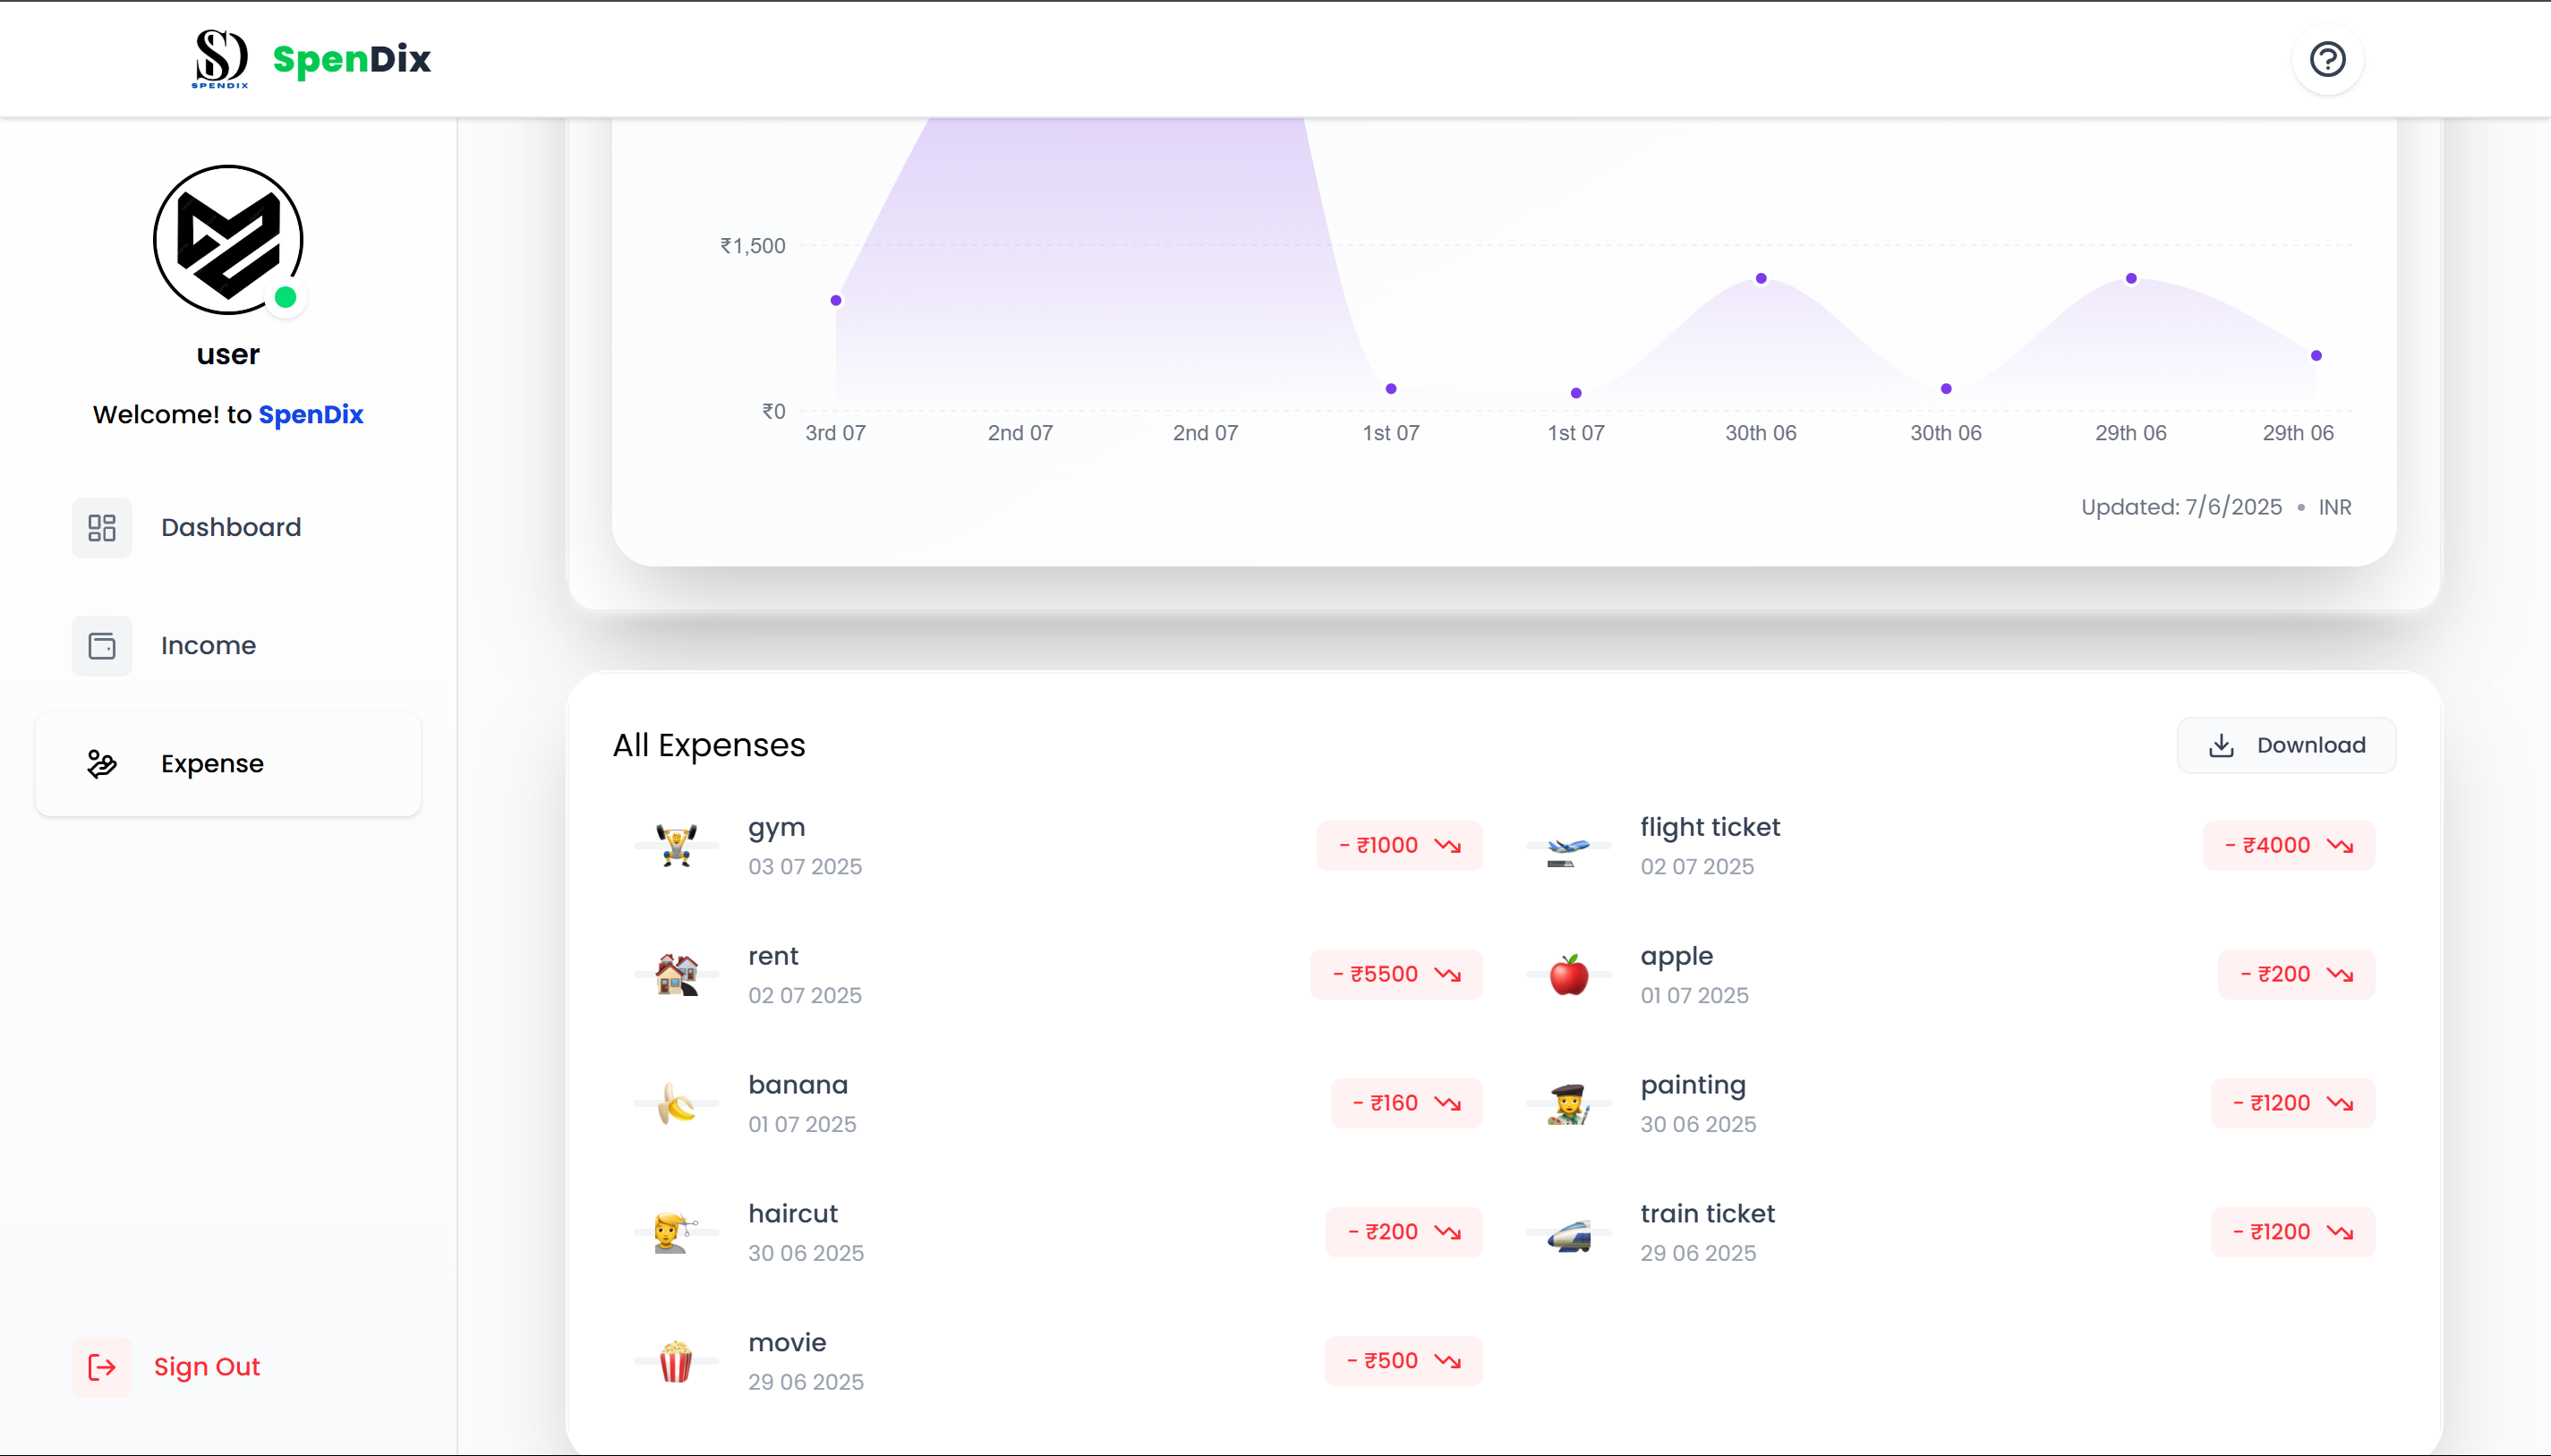 SPENDIX
SpenDix
user
Welcome! to SpenDix
Dashboard
Income
Expense
Sign Out
₹1,500
₹0
3rd 07
2nd 07
2nd 07
1st 07
1st 07
30th 06
30th 06
29th 06
29th 06
Updated: 7/6/2025 • INR
All Expenses
Download
gym
03 07 2025
- ₹1000
flight ticket
02 07 2025
- ₹4000
rent
02 07 2025
- ₹5500
apple
01 07 2025
- ₹200
banana
01 07 2025
- ₹160
painting
30 06 2025
- ₹1200
haircut
30 06 2025
- ₹200
train ticket
29 06 2025
- ₹1200
movie
29 06 2025
- ₹500